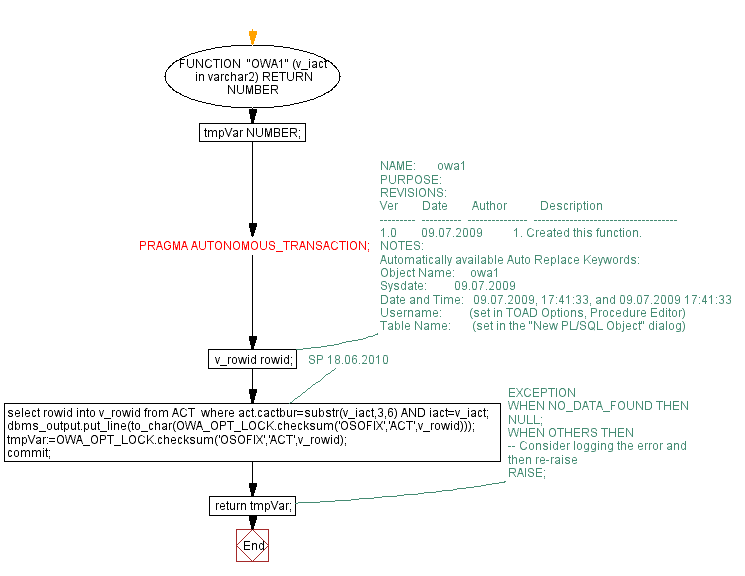 FUNCTION "OWA1" (v_iact
in varchar2) RETURN
NUMBER
tmpVar NUMBER;
NAME: owa1
PURPOSE:
REVISIONS:
Ver Date Author Description
--------- ---------- --------------- ------------------------------------
1.0 09.07.2009 1. Created this function.
PRAGMA AUTONOMOUS_TRANSACTION;
NOTES:
Automatically available Auto Replace Keywords:
Object Name: owa1
Sysdate: 09.07.2009
Date and Time: 09.07.2009, 17:41:33, and 09.07.2009 17:41:33
Username: (set in TOAD Options, Procedure Editor)
Table Name: (set in the "New PL/SQL Object" dialog)
v_rowid rowid;
SP 18.06.2010
select rowid into v_rowid from ACT where act.cactbur=substr(v_iact,3,6) AND iact=v_iact;
dbms_output.put_line(to_char(OWA_OPT_LOCK.checksum('OSOFIX','ACT',v_rowid)));
tmpVar:=OWA_OPT_LOCK.checksum('OSOFIX','ACT',v_rowid);
commit;
EXCEPTION
WHEN NO_DATA_FOUND THEN
NULL;
WHEN OTHERS THEN
-- Consider logging the error and
then re-raise
RAISE;
return tmpVar;
End